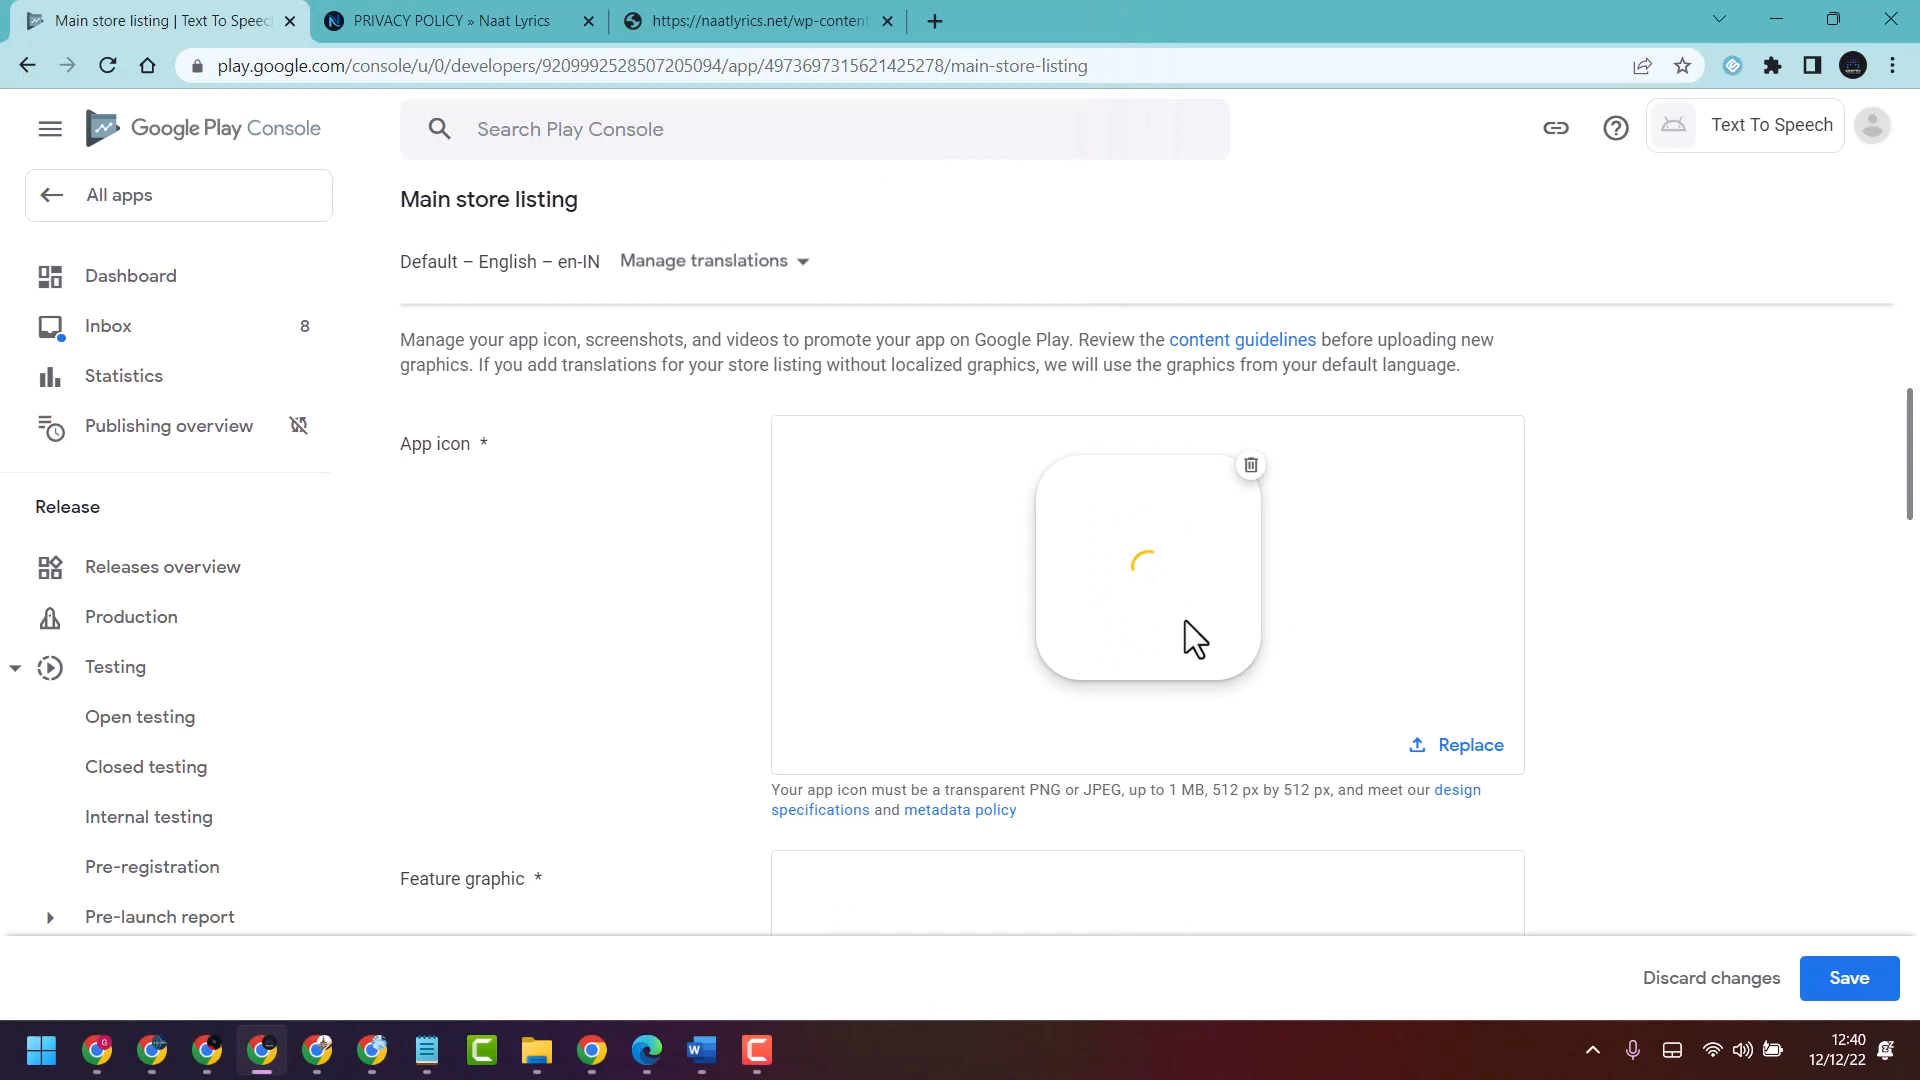 Main store listing | Text To Speec
PRIVACY POLICY » Naat Lyrics
https://naatlyrics.net/wp-conten
play.google.com/console/u/0/developers/9209992528507205094/app/4973697315621425278/main-store-listing
Google Play Console
Search Play Console
Text To Speech
All apps
Main store listing
Default – English – en-IN
Manage translations
Dashboard
Inbox
8
Statistics
Publishing overview
Manage your app icon, screenshots, and videos to promote your app on Google Play. Review the content guidelines before uploading new
graphics. If you add translations for your store listing without localized graphics, we will use the graphics from your default language.
App icon *
Release
Releases overview
Production
Testing
Open testing
Closed testing
Internal testing
Pre-registration
Pre-launch report
Replace
Your app icon must be a transparent PNG or JPEG, up to 1 MB, 512 px by 512 px, and meet our design
specifications and metadata policy
Feature graphic *
Discard changes
Save
12:40
12/12/22